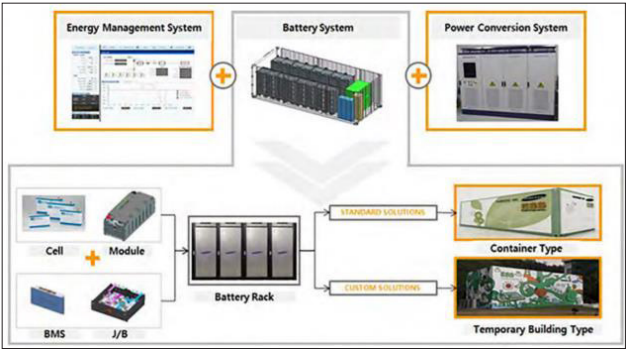 Energy Management System
Battery System
Power Conversion System
Cell
Module
BMS
J/B
Battery Rack
STANDARD SOLUTIONS
CUSTOM SOLUTIONS
Container Type
Temporary Building Type